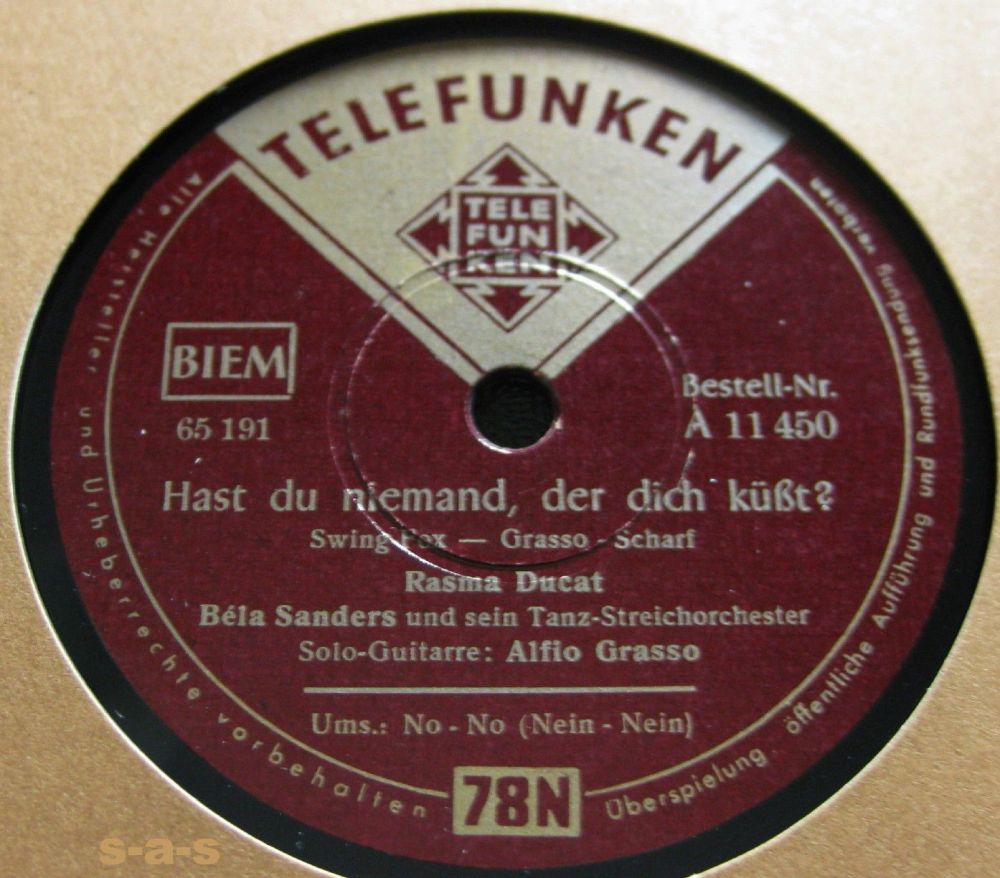 TELEFUNKEN
TELE
FUN
KEN
BIEM
65 191
Bestell-Nr.
A 11 450
Hast du niemand, der dich küßt?
Swing Fox — Grasso - Scharf
Rasma Ducat
Béla Sanders und sein Tanz-Streichorchester
Solo-Guitarre: Alfio Grasso
Ums.: No - No (Nein - Nein)
78N
Alle Hersteller- und Urheberrechte vorbehalten
Überspielung, öffentliche Aufführung und Rundfunksendung verboten
s-a-s